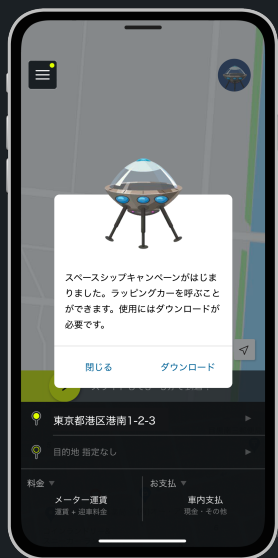 スペースシップキャンペーンがはじま
りました。ラッピングカーを呼ぶこと
ができます。使用にはダウンロードが
必要です。
閉じる ダウンロード
東京都港区港南1-2-3
目的地 指定なし
料金 お支払
メーター運賃 車内支払
運賃 + 迎車料金 現金・その他